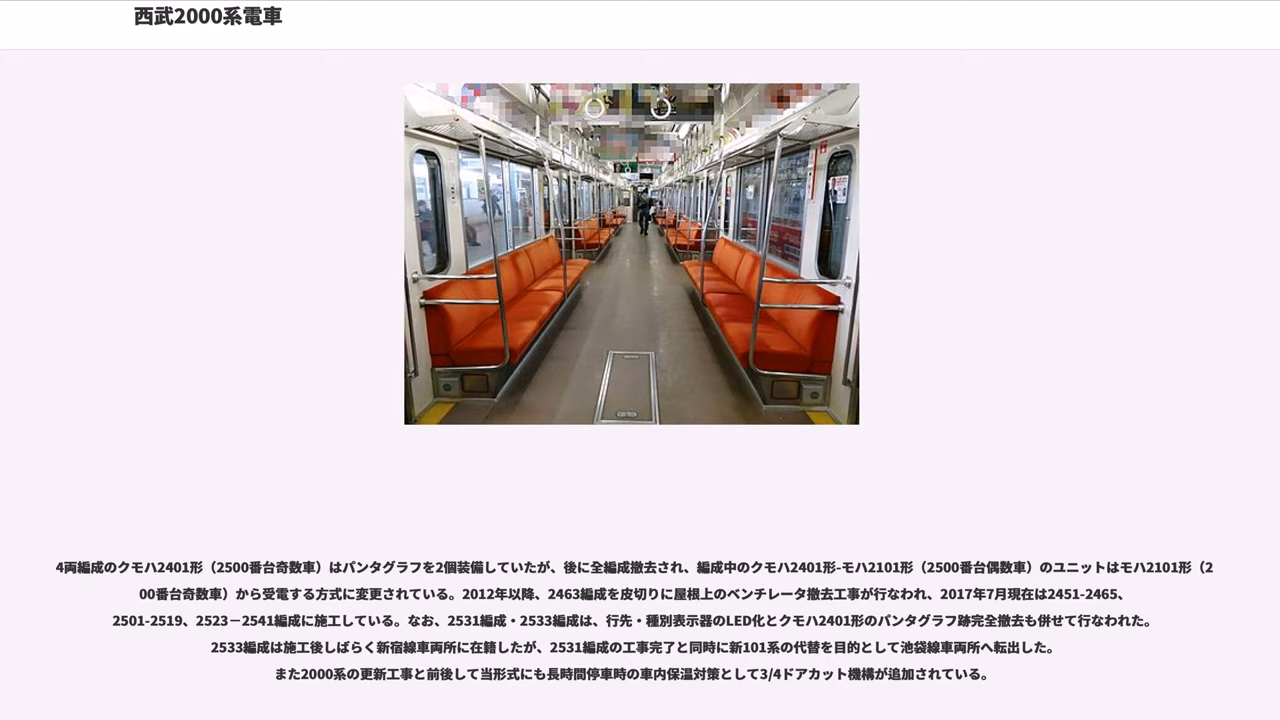 西武2000系電車
4両編成のクモハ2401形（2500番台奇数車）はパンタグラフを2個装備していたが、後に全編成撤去され、編成中のクモハ2401形-モハ2101形（2500番台偶数車）のユニットはモハ2101形（2
00番台奇数車）から受電する方式に変更されている。2012年以降、2463編成を皮切りに屋根上のベンチレータ撤去工事が行なわれ、2017年7月現在は2451-2465、
2501-2519、2523－2541編成に施工している。なお、2531編成・2533編成は、行先・種別表示器のLED化とクモハ2401形のパンタグラフ跡完全撤去も併せて行なわれた。
2533編成は施工後しばらく新宿線車両所に在籍したが、2531編成の工事完了と同時に新101系の代替を目的として池袋線車両所へ転出した。
また2000系の更新工事と前後して当形式にも長時間停車時の車内保温対策として3/4ドアカット機構が追加されている。